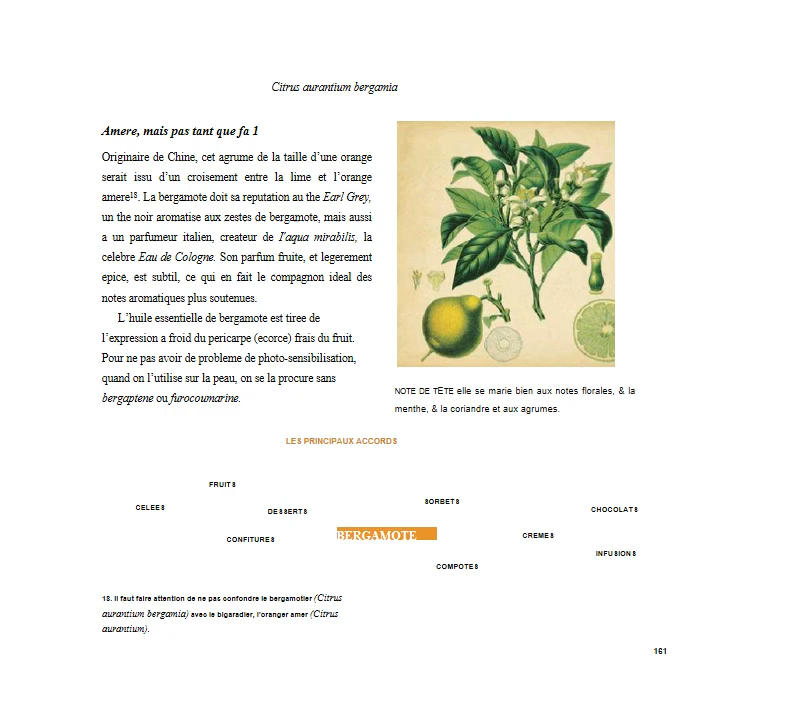 Citrus aurantium bergamia
Amere, mais pas tant que fa 1
Originaire de Chine, cet agrume de la taille d’une orange
serait issu d’un croisement entre la lime et l’orange
amere¹⁸. La bergamote doit sa reputation au the Earl Grey,
un the noir aromatise aux zestes de bergamote, mais aussi
a un parfumeur italien, createur de I'aqua mirabilis, la
celebre Eau de Cologne. Son parfum fruite, et legerement
epice, est subtil, ce qui en fait le compagnon ideal des
notes aromatiques plus soutenues.
L’huile essentielle de bergamote est tiree de
l’expression a froid du pericarpe (ecorce) frais du fruit.
Pour ne pas avoir de probleme de photo-sensibilisation,
quand on l’utilise sur la peau, on se la procure sans
bergaptene ou furocoumarine.
NOTE DE TÈTE elle se marie bien aux notes florales, & la
menthe, & la coriandre et aux agrumes.
LES PRINCIPAUX ACCORDS
FRUITS
CELEES
DESSERTS
SORBETS
CHOCOLATS
CONFITURES
BERGAMOTE
CREMES
INFUSIONS
COMPOTES
18. Il faut faire attention de ne pas confondre le bergamotier (Citrus
aurantium bergamia) avec le bigaradier, l'oranger amer (Citrus
aurantium).
161